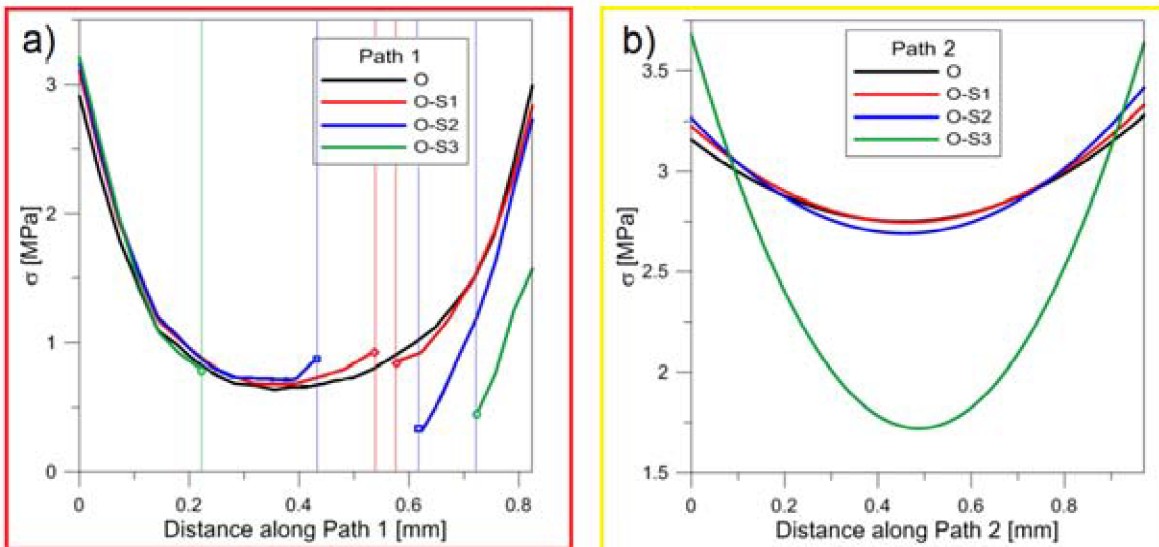 a)
Path 1
O
O-S1
O-S2
O-S3
3
2
1
0
σ [MPa]
0
0.2
0.4
0.6
0.8
Distance along Path 1 [mm]
b)
Path 2
O
O-S1
O-S2
O-S3
3.5
3
2.5
2
1.5
σ [MPa]
0
0.2
0.4
0.6
0.8
Distance along Path 2 [mm]